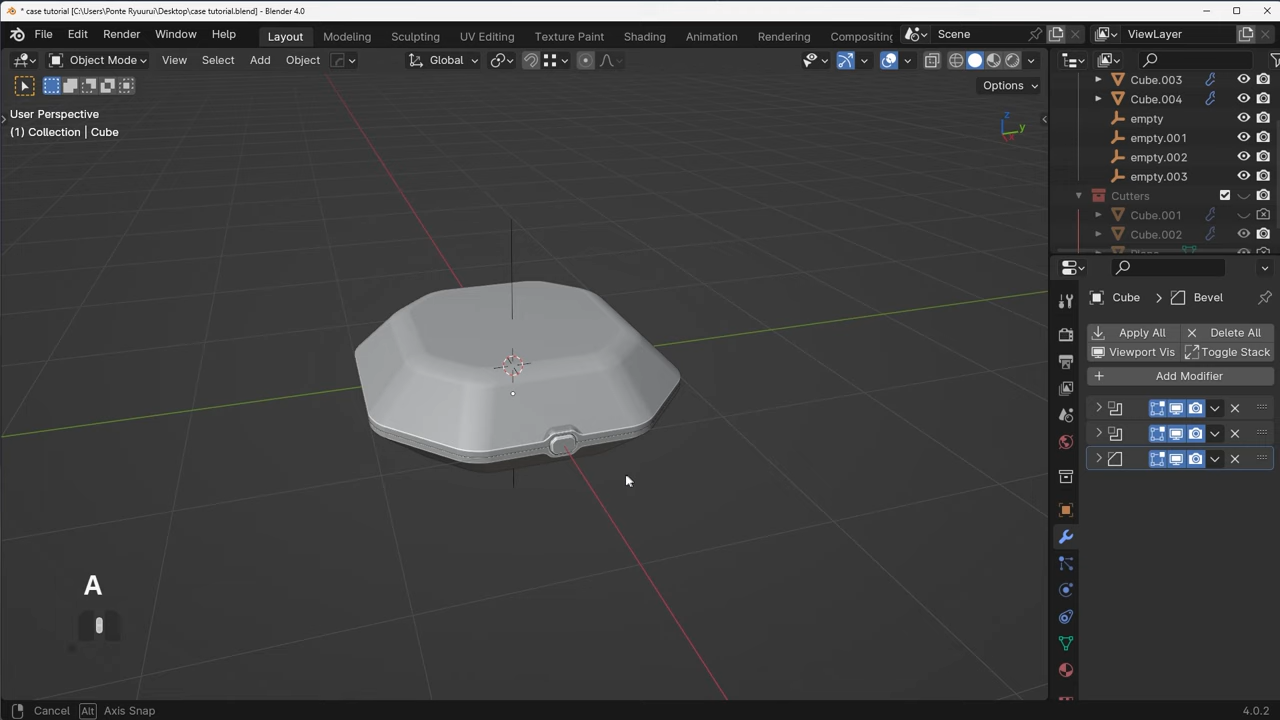 * case tutorial [C:\Users\Ponte Ryuurui\Desktop\case tutorial.blend] - Blender 4.0
File Edit Render Window Help Layout Modeling Sculpting UV Editing Texture Paint Shading Animation Rendering Compositing Scene ViewLayer
Object Mode View Select Add Object Global
Options
User Perspective
(1) Collection | Cube
Z
Y
Cube.003
Cube.004
empty
empty.001
empty.002
empty.003
Cutters
Cube.001
Cube.002
Cube > Bevel
Apply All Delete All
Viewport Vis Toggle Stack
Add Modifier
A
Cancel Alt Axis Snap 4.0.2